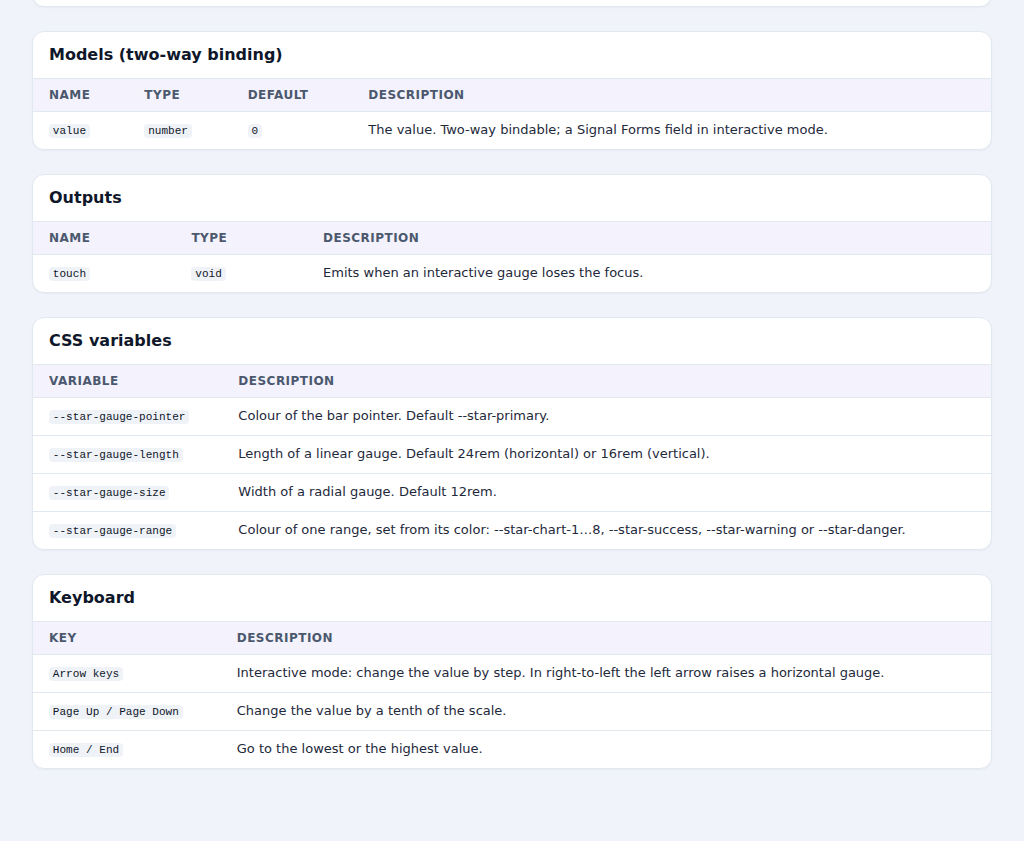 Models (two-way binding)
NAME TYPE DEFAULT DESCRIPTION
value number 0 The value. Two-way bindable; a Signal Forms field in interactive mode.
Outputs
NAME TYPE DESCRIPTION
touch void Emits when an interactive gauge loses the focus.
CSS variables
VARIABLE DESCRIPTION
--star-gauge-pointer Colour of the bar pointer. Default --star-primary.
--star-gauge-length Length of a linear gauge. Default 24rem (horizontal) or 16rem (vertical).
--star-gauge-size Width of a radial gauge. Default 12rem.
--star-gauge-range Colour of one range, set from its color: --star-chart-1…8, --star-success, --star-warning or --star-danger.
Keyboard
KEY DESCRIPTION
Arrow keys Interactive mode: change the value by step. In right-to-left the left arrow raises a horizontal gauge.
Page Up / Page Down Change the value by a tenth of the scale.
Home / End Go to the lowest or the highest value.